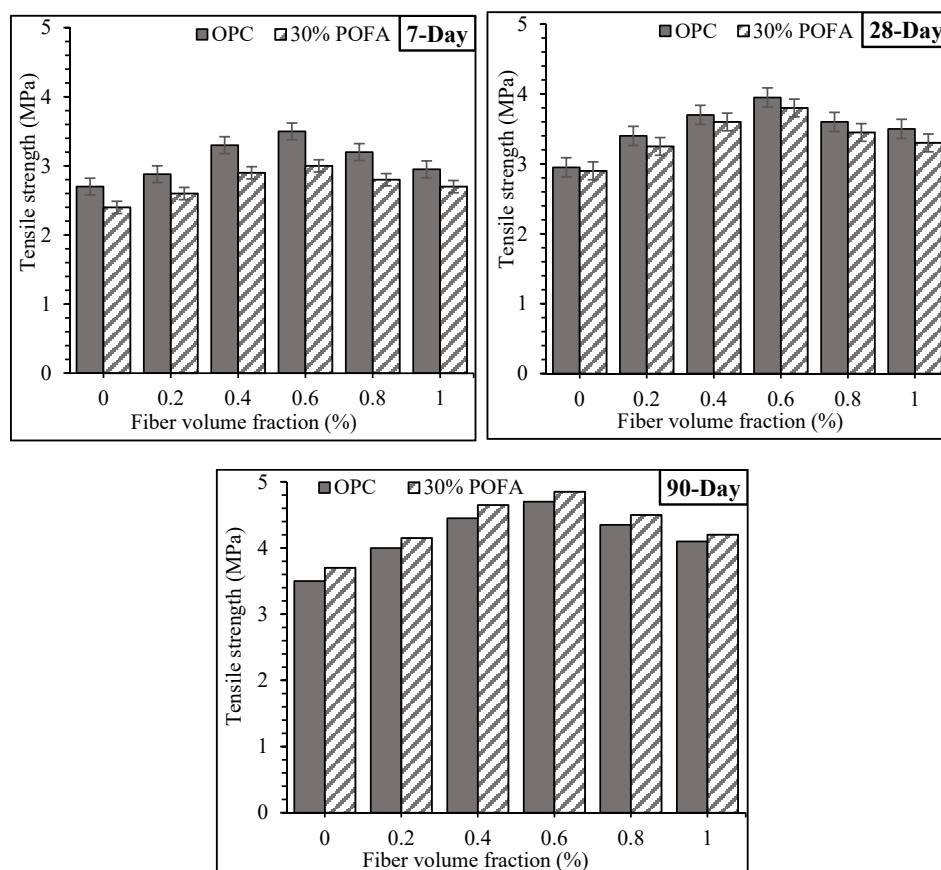 OPC 30% POFA 7-Day
Tensile strength (MPa)
5
4
3
2
1
0
0 0.2 0.4 0.6 0.8 1
Fiber volume fraction (%)
OPC 30% POFA 28-Day
Tensile strength (MPa)
5
4
3
2
1
0
0 0.2 0.4 0.6 0.8 1
Fiber volume fraction (%)
OPC 30% POFA 90-Day
Tensile strength (MPa)
5
4
3
2
1
0
0 0.2 0.4 0.6 0.8 1
Fiber volume fraction (%)